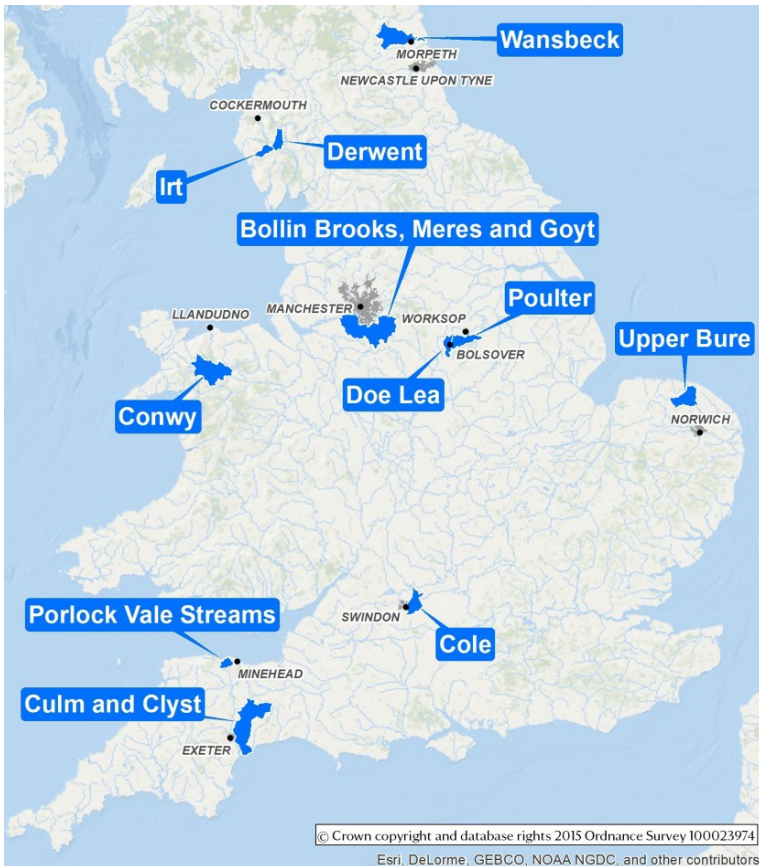 Wansbeck
MORPETH
NEWCASTLE UPON TYNE
COCKERMOUTH
Derwent
Irt
Bollin Brooks, Meres and Goyt
MANCHESTER
WORKSOP
Poulter
LLANDUDNO
BOLSOVER
Upper Bure
Doe Lea
Conwy
NORWICH
Porlock Vale Streams
SWINDON
Cole
MINEHEAD
Culm and Clyst
EXETER
© Crown copyright and database rights 2015 Ordnance Survey 100023974
Esri, DeLorme, GEBCO, NOAA NGDC, and other contributors